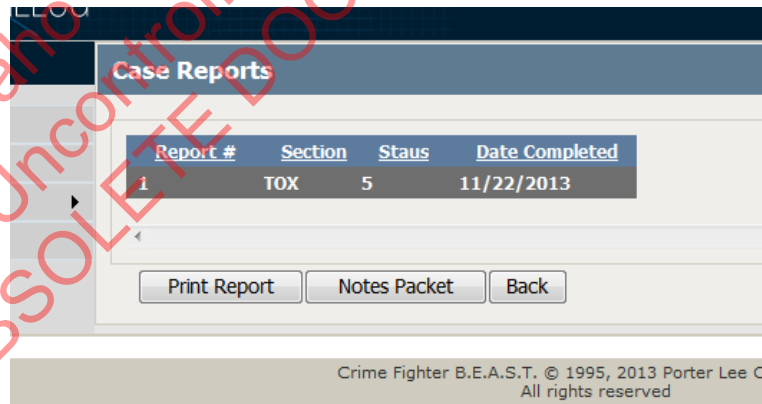 Case Reports
Report # Section Staus Date Completed
1 TOX 5 11/22/2013
Print Report Notes Packet Back
Crime Fighter B.E.A.S.T. © 1995, 2013 Porter Lee C
All rights reserved